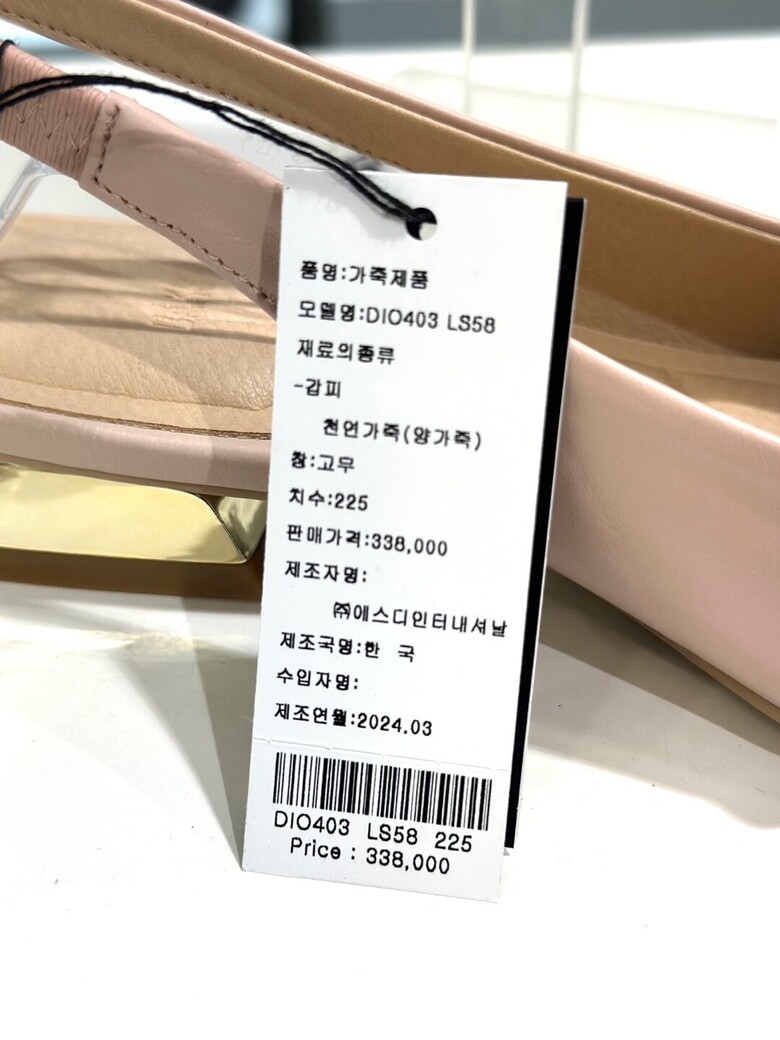 품명:가죽제품
모델명:DIO403 LS58
재료의종류
-갑피
천연가죽(양가죽)
창:고무
치수:225
판매가격:338,000
제조자명:
㈜에스디인터내셔날
제조국명:한 국
수입자명:
제조연월:2024.03
DIO403 LS58 225
Price : 338,000